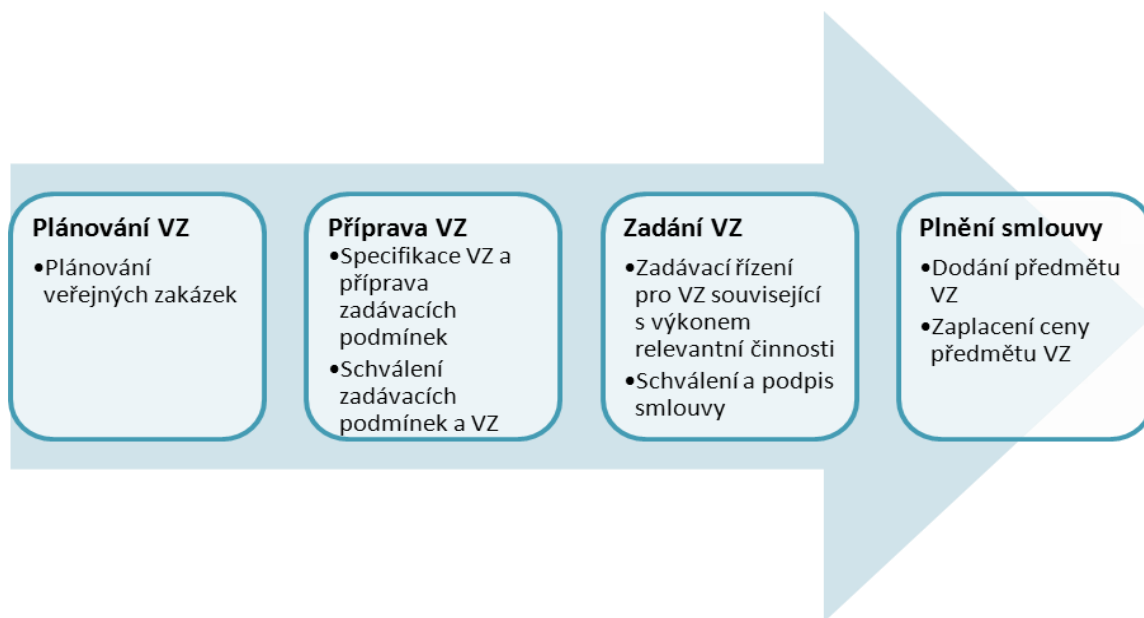 Plánování VZ
•Plánování
veřejných zakázek
Příprava VZ
•Specifikace VZ a
příprava
zadávacích
podmínek
•Schválení
zadávacích
podmínek a VZ
Zadání VZ
•Zadávací řízení
pro VZ související
s výkonem
relevantní činnosti
•Schválení a podpis
smlouvy
Plnění smlouvy
•Dodání předmětu
VZ
•Zaplacení ceny
předmětu VZ